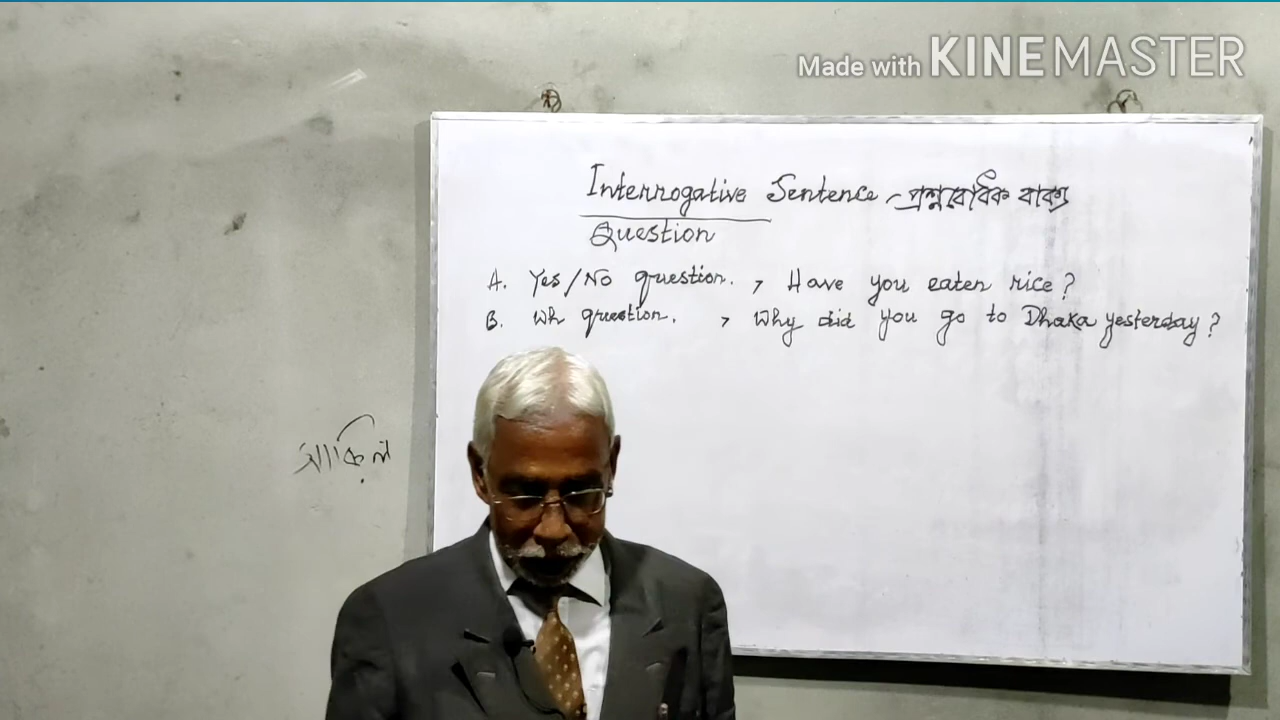 Made with KINEMASTER
Interrogative Sentence - প্রশ্নবোধিক বাক্য
Question
A. Yes/No question. , Have you eaten rice?
B. Wh question. , Why did you go to Dhaka yesterday?